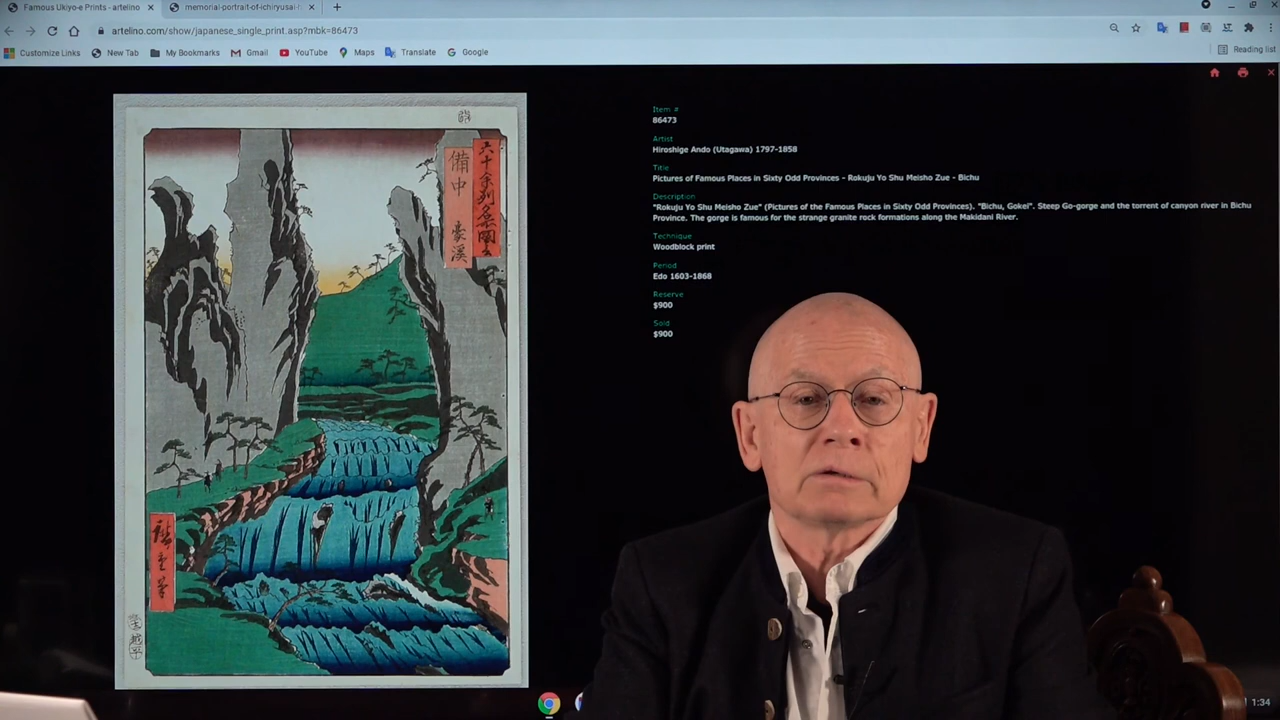 Famous Ukiyo-e Prints - artelino
memorial-portrait-of-ichiryusai-
artelino.com/show/japanese_single_print.asp?mbk=86473
Customize Links
New Tab
My Bookmarks
Gmail
YouTube
Maps
Translate
Google
Reading list
Item #
86473
Artist
Hiroshige Ando (Utagawa) 1797-1858
Title
Pictures of Famous Places in Sixty Odd Provinces - Rokuju Yo Shu Meisho Zue - Bichu
Description
"Rokuju Yo Shu Meisho Zue" (Pictures of the Famous Places in Sixty Odd Provinces). "Bichu, Gokei". Steep Go-gorge and the torrent of canyon river in Bichu
Province. The gorge is famous for the strange granite rock formations along the Makidani River.
Technique
Woodblock print
Period
Edo 1603-1868
Reserve
$900
Sold
$900
六十余州名所図会
備中 豪渓
廣重筆
1:34